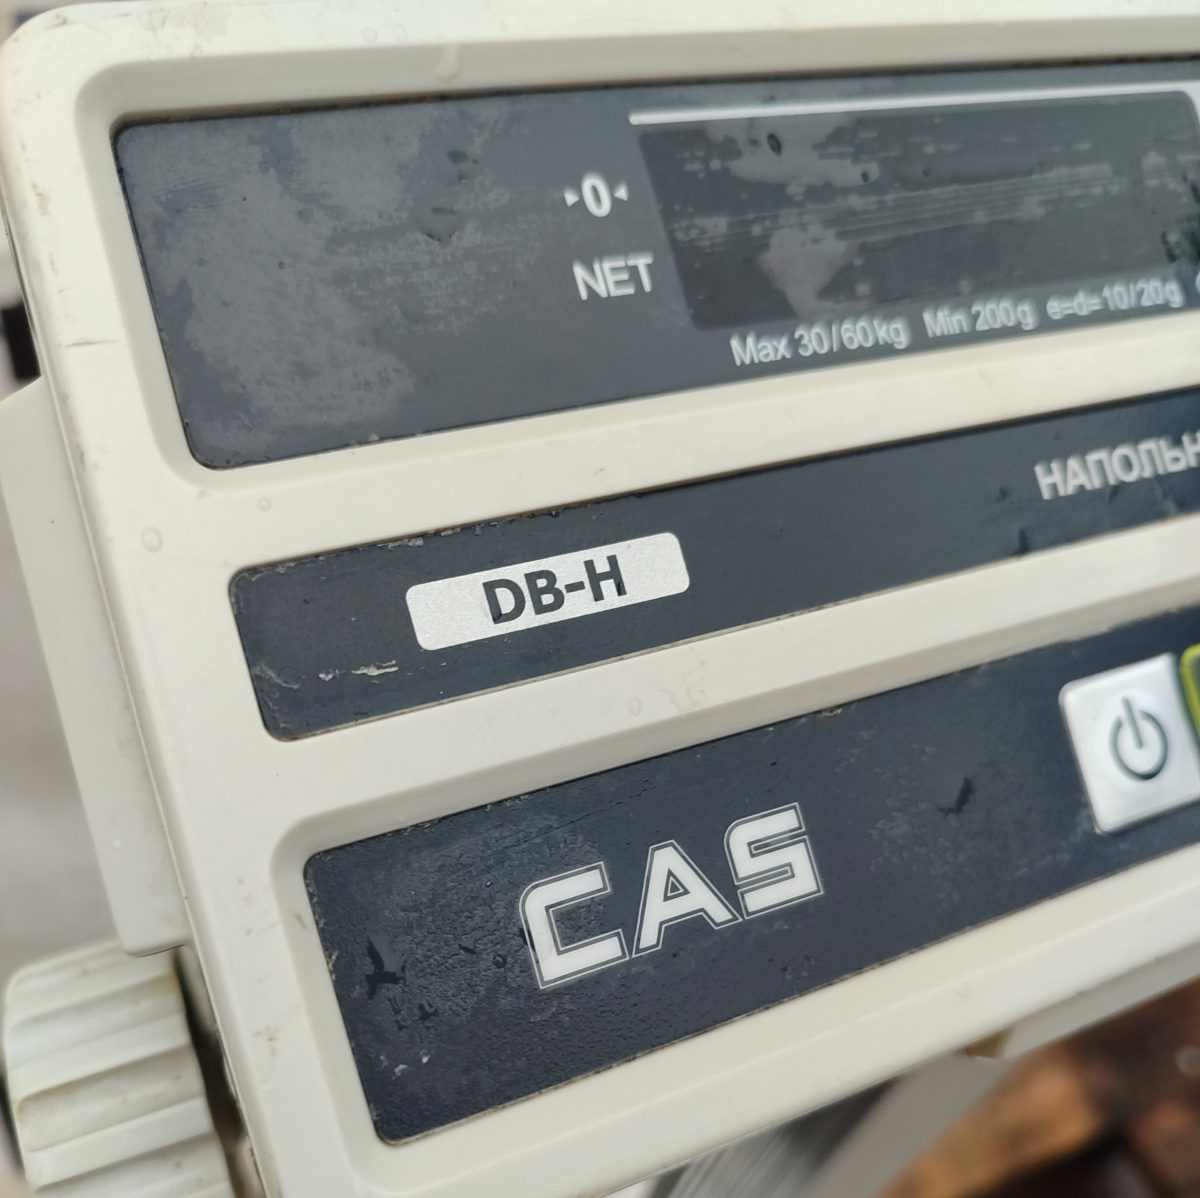 ▸0◂
NET
Max 30/60kg Min 200g e=d=10/20g
DB-H
CAS